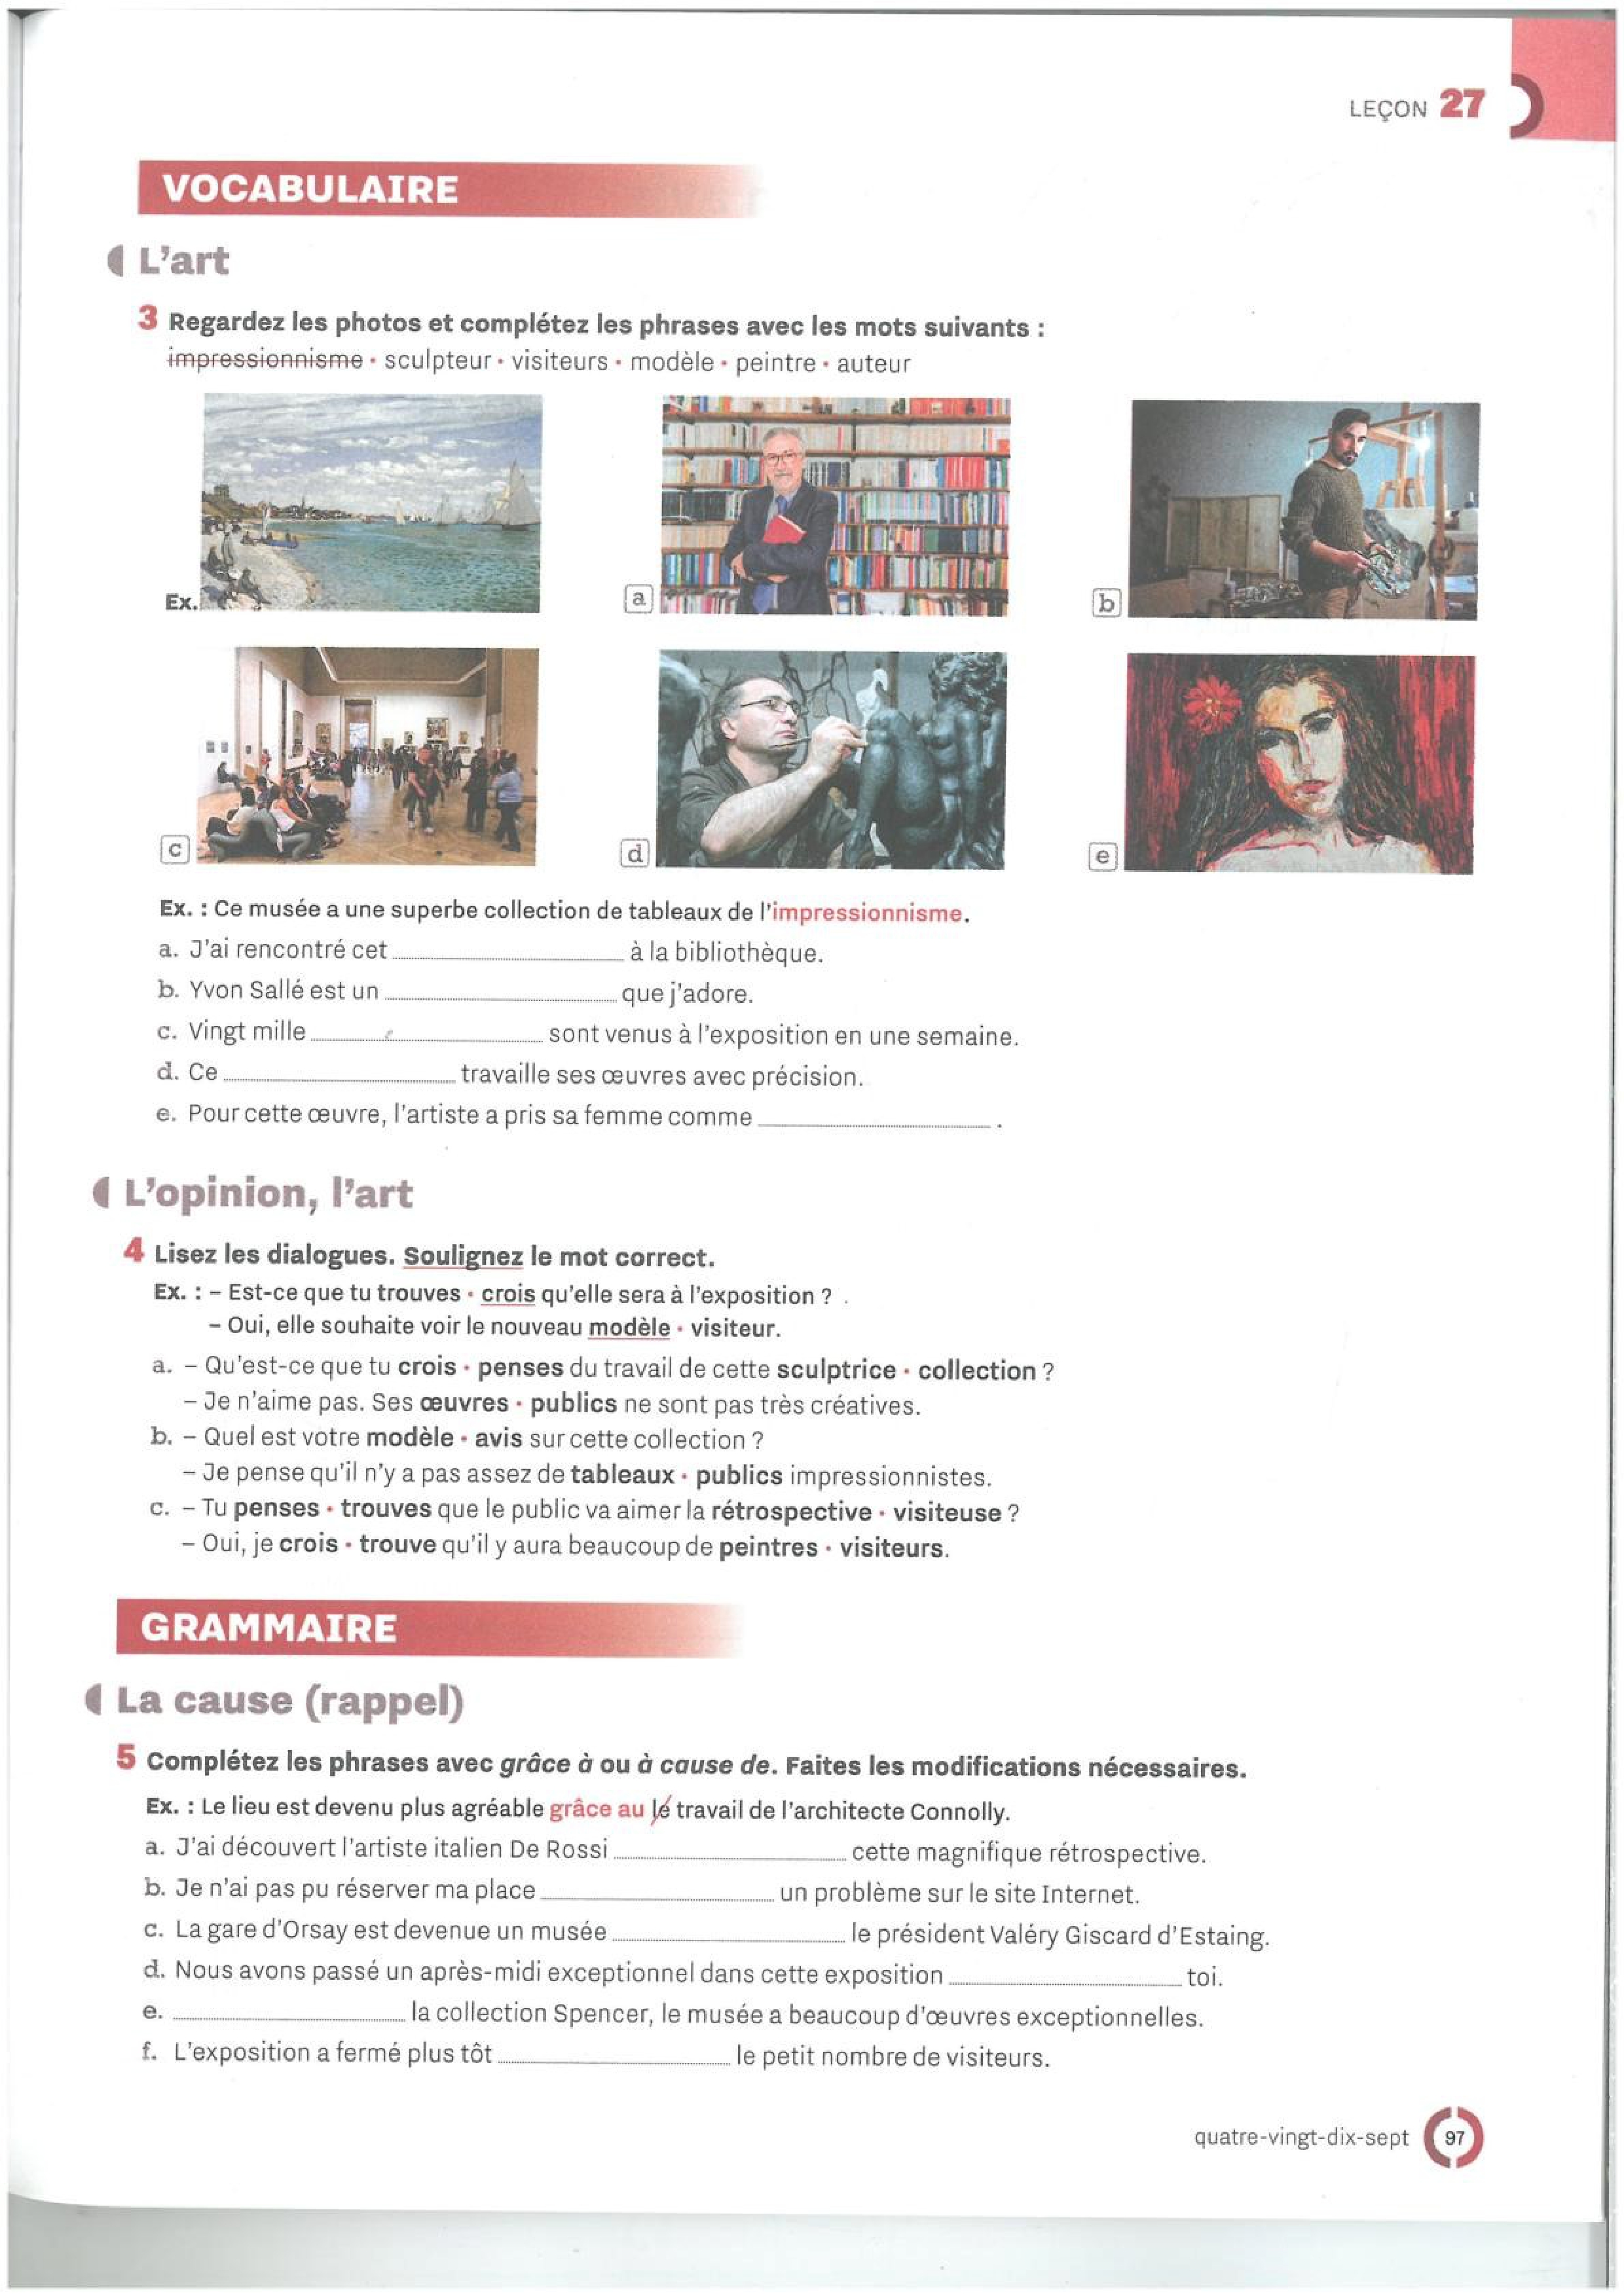 LEÇON 27
VOCABULAIRE
L'art
3 Regardez les photos et complétez les phrases avec les mots suivants :
impressionnisme • sculpteur • visiteurs • modèle • peintre • auteur
Ex.
a
b
c
d
e
Ex. : Ce musée a une superbe collection de tableaux de l'impressionnisme.
a. J'ai rencontré cet ............ à la bibliothèque.
b. Yvon Sallé est un ............ que j'adore.
c. Vingt mille ............ sont venus à l'exposition en une semaine.
d. Ce ............ travaille ses œuvres avec précision.
e. Pour cette œuvre, l'artiste a pris sa femme comme ............ .
L'opinion, l'art
4 Lisez les dialogues. Soulignez le mot correct.
Ex. : – Est-ce que tu trouves • crois qu'elle sera à l'exposition ?
– Oui, elle souhaite voir le nouveau modèle • visiteur.
a. – Qu'est-ce que tu crois • penses du travail de cette sculptrice • collection ?
– Je n'aime pas. Ses œuvres • publics ne sont pas très créatives.
b. – Quel est votre modèle • avis sur cette collection ?
– Je pense qu'il n'y a pas assez de tableaux • publics impressionnistes.
c. – Tu penses • trouves que le public va aimer la rétrospective • visiteuse ?
– Oui, je crois • trouve qu'il y aura beaucoup de peintres • visiteurs.
GRAMMAIRE
La cause (rappel)
5 Complétez les phrases avec grâce à ou à cause de. Faites les modifications nécessaires.
Ex. : Le lieu est devenu plus agréable grâce au le travail de l'architecte Connolly.
a. J'ai découvert l'artiste italien De Rossi ............ cette magnifique rétrospective.
b. Je n'ai pas pu réserver ma place ............ un problème sur le site Internet.
c. La gare d'Orsay est devenue un musée ............ le président Valéry Giscard d'Estaing.
d. Nous avons passé un après-midi exceptionnel dans cette exposition ............ toi.
e. ............ la collection Spencer, le musée a beaucoup d'œuvres exceptionnelles.
f. L'exposition a fermé plus tôt ............ le petit nombre de visiteurs.
quatre-vingt-dix-sept 97